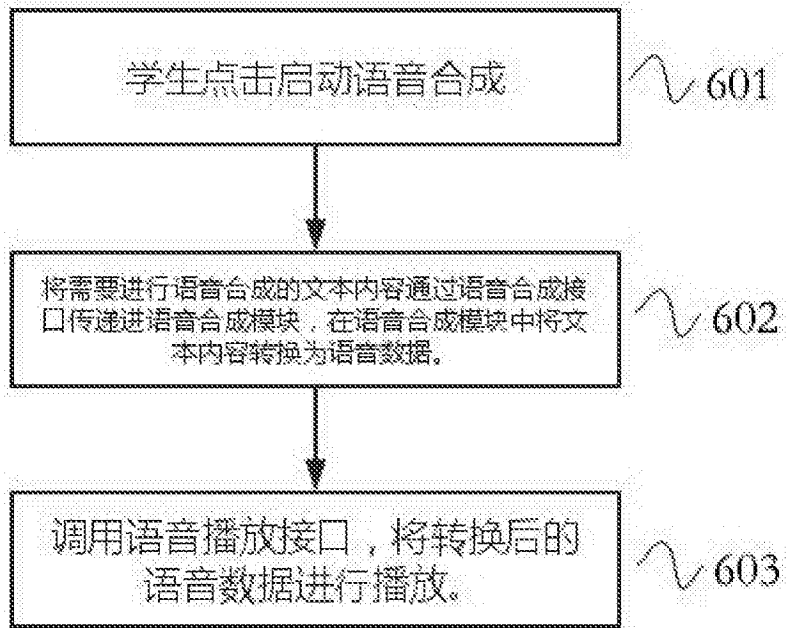 学生点击启动语音合成
601
将需要进行语音合成的文本内容通过语音合成接
口传递进语音合成模块，在语音合成模块中将文
本内容转换为语音数据。
602
调用语音播放接口，将转换后的
语音数据进行播放。
603